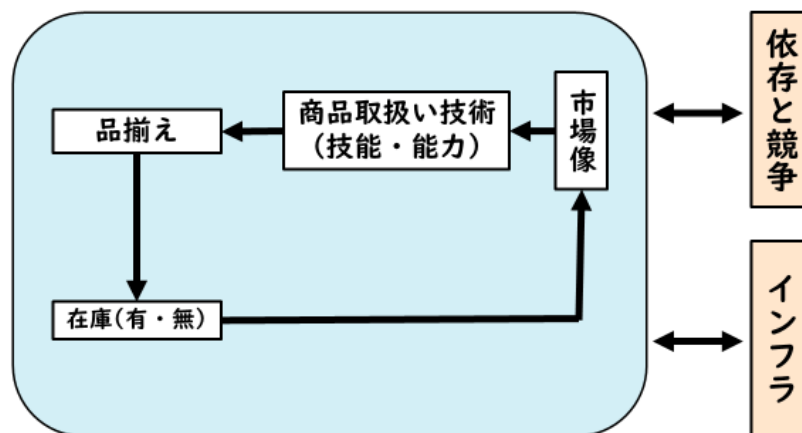 品揃え
商品取扱い技術
（技能・能力）
市場像
在庫（有・無）
依存と競争
インフラ